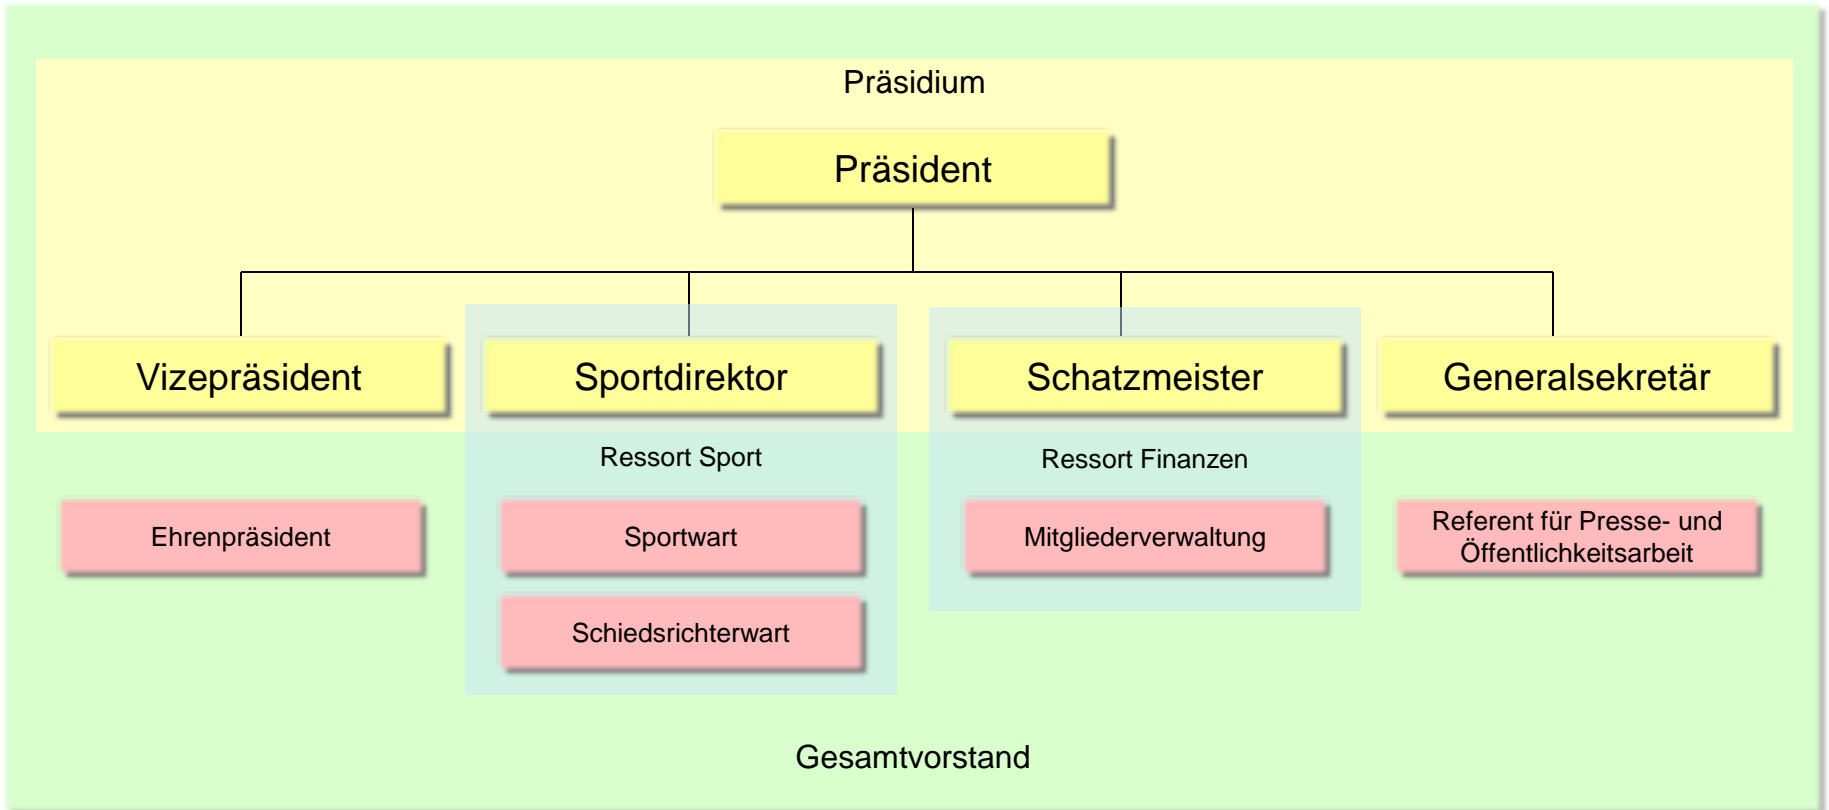 Präsidium
Präsident
Vizepräsident
Sportdirektor
Schatzmeister
Generalsekretär
Ressort Sport
Ressort Finanzen
Ehrenpräsident
Sportwart
Mitgliederverwaltung
Referent für Presse- und
Öffentlichkeitsarbeit
Schiedsrichterwart
Gesamtvorstand